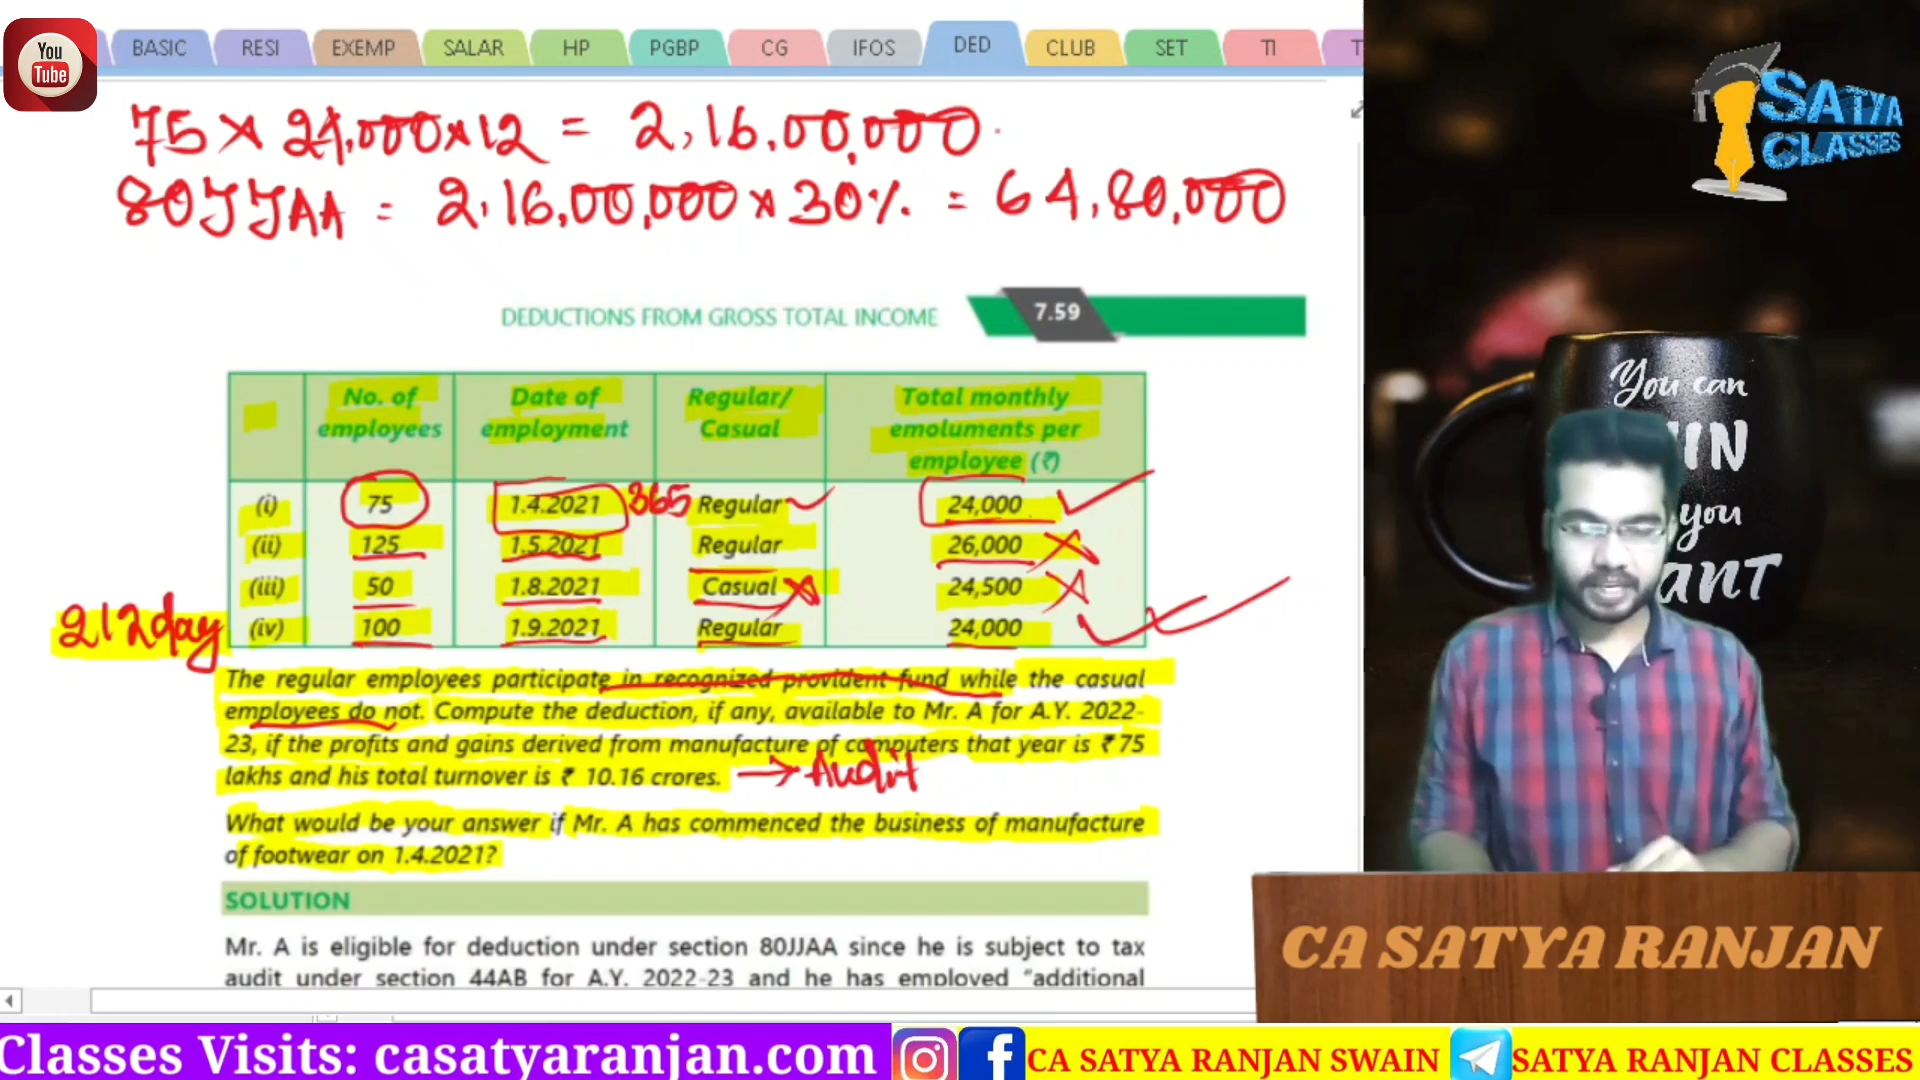 You
Tube
BASIC RESI EXEMP SALAR HP PGBP CG IFOS DED CLUB SET TI T
SATYA
CLASSES
75 × 24,000×12 = 2,16,00,000
80JJAA = 2,16,00,000 × 30% = 64,80,000
DEDUCTIONS FROM GROSS TOTAL INCOME 7.59
No. of employees Date of employment Regular/ Casual Total monthly emoluments per employee (₹)
(i) 75 1.4.2021 365 Regular 24,000
(ii) 125 1.5.2021 Regular 26,000
(iii) 50 1.8.2021 Casual 24,500
212day (iv) 100 1.9.2021 Regular 24,000
The regular employees participate in recognized provident fund while the casual
employees do not. Compute the deduction, if any, available to Mr. A for A.Y. 2022-
23, if the profits and gains derived from manufacture of computers that year is ₹ 75
lakhs and his total turnover is ₹ 10.16 crores. → Audit
What would be your answer if Mr. A has commenced the business of manufacture
of footwear on 1.4.2021?
SOLUTION
Mr. A is eligible for deduction under section 80JJAA since he is subject to tax
audit under section 44AB for A.Y. 2022-23 and he has employed "additional
You can
you
CA SATYA RANJAN
Classes Visits: casatyaranjan.com CA SATYA RANJAN SWAIN SATYA RANJAN CLASSES